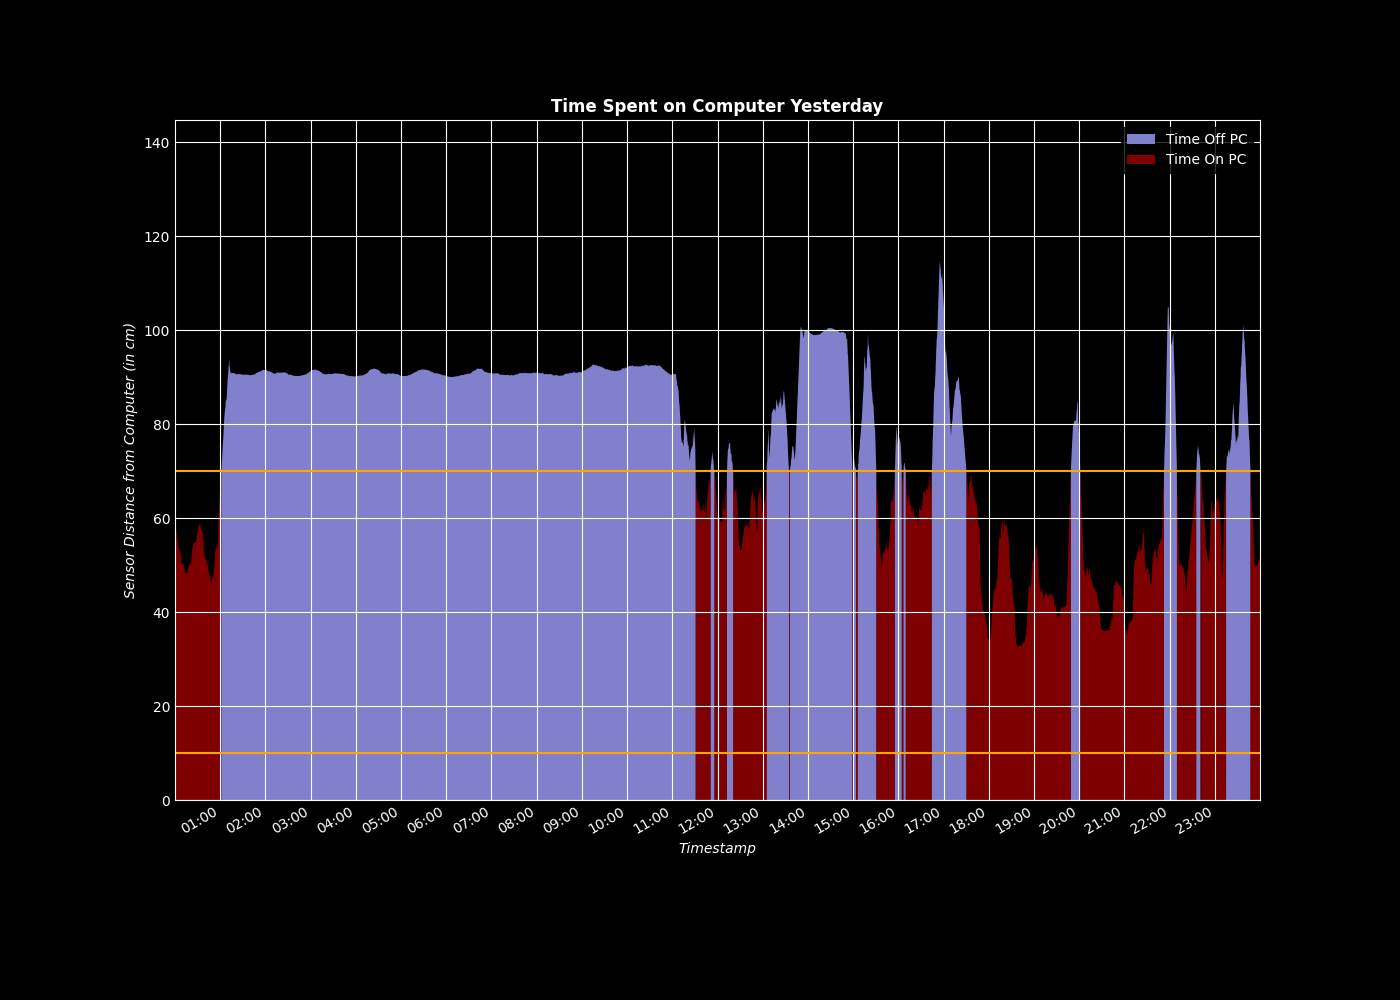 Time Spent on Computer Yesterday
Time Off PC
Time On PC
140
120
100
80
60
40
20
0
Sensor Distance from Computer (in cm)
01:00 02:00 03:00 04:00 05:00 06:00 07:00 08:00 09:00 10:00 11:00 12:00 13:00 14:00 15:00 16:00 17:00 18:00 19:00 20:00 21:00 22:00 23:00
Timestamp